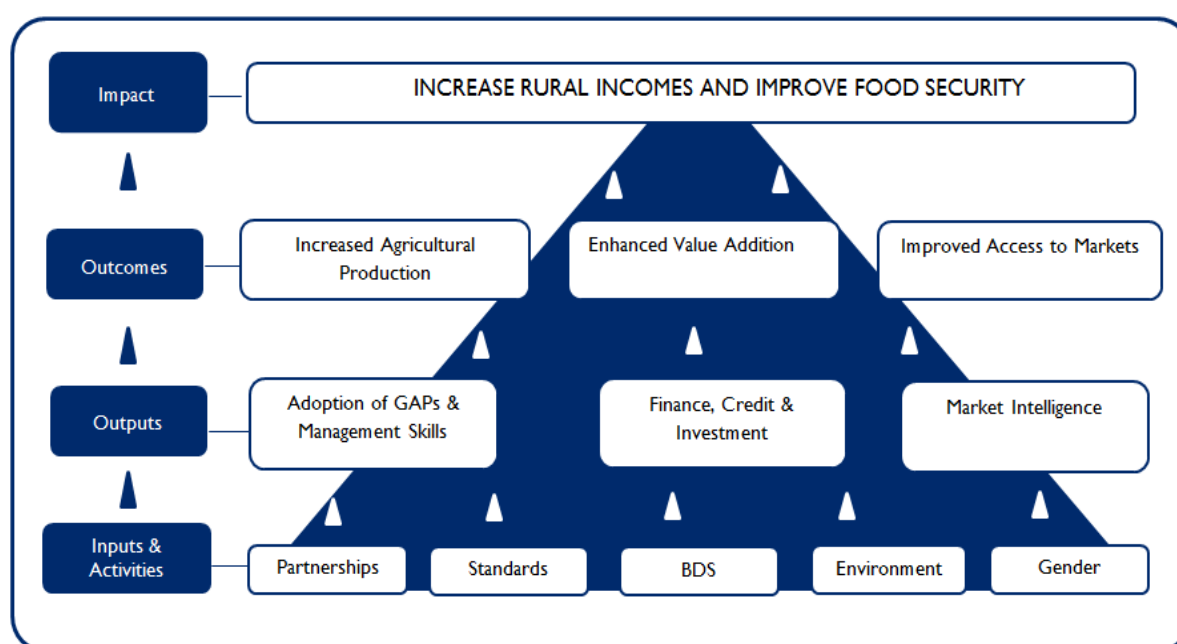 Impact
INCREASE RURAL INCOMES AND IMPROVE FOOD SECURITY
Outcomes
Increased Agricultural
Production
Enhanced Value Addition
Improved Access to Markets
Outputs
Adoption of GAPs &
Management Skills
Finance, Credit &
Investment
Market Intelligence
Inputs &
Activities
Partnerships
Standards
BDS
Environment
Gender